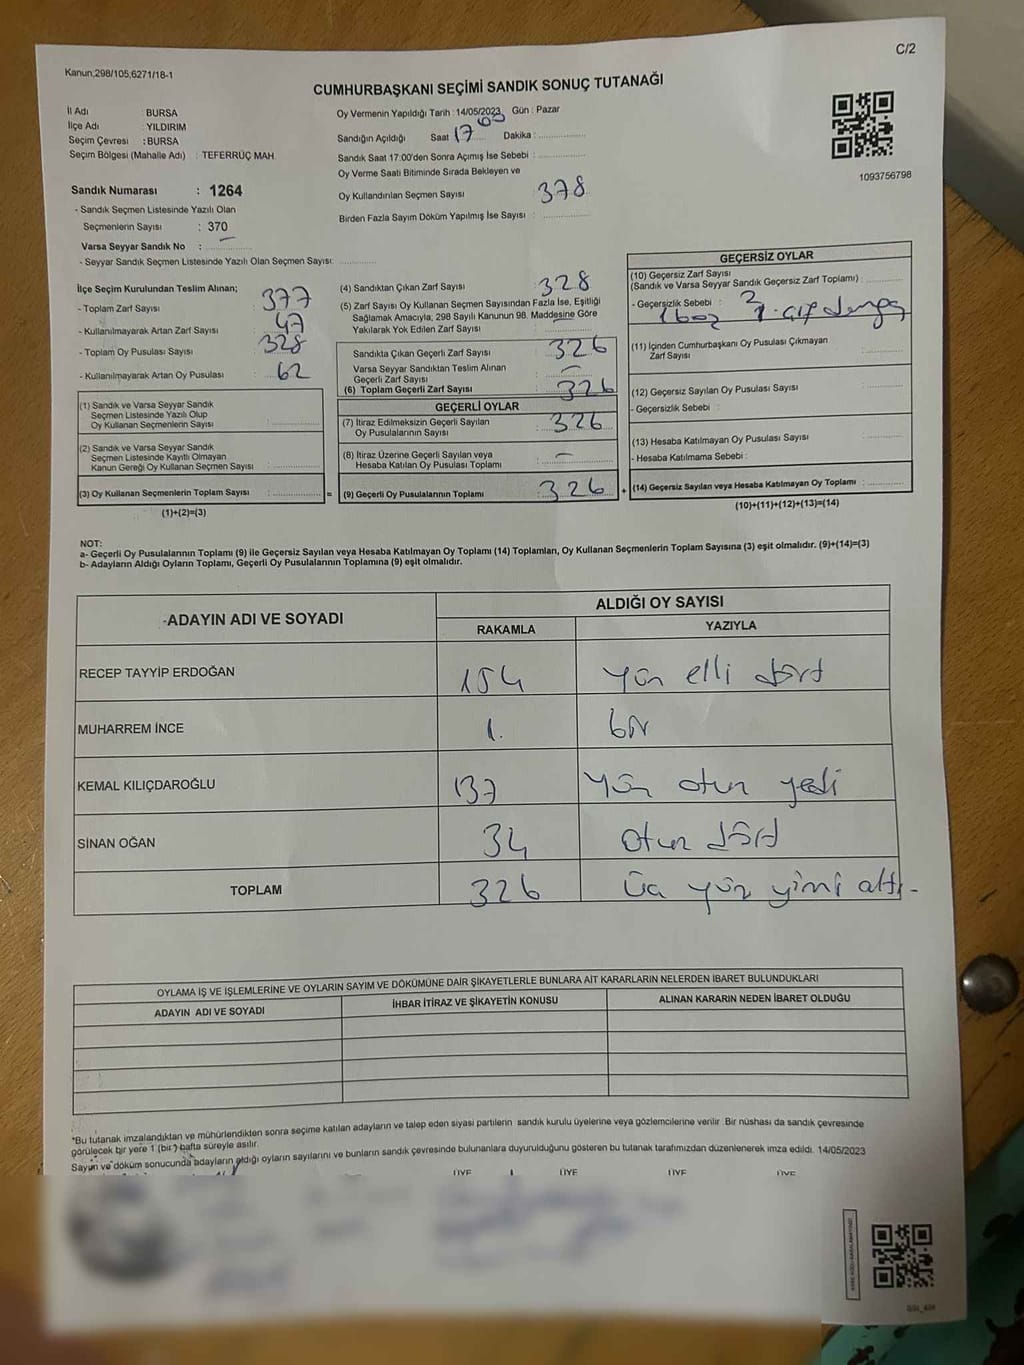 C/2
Kanun,298/105,6271/18-1
CUMHURBAŞKANI SEÇİMİ SANDIK SONUÇ TUTANAĞI
İl Adı : BURSA
İlçe Adı : YILDIRIM
Seçim Çevresi : BURSA
Seçim Bölgesi (Mahalle Adı) : TEFERRÜÇ MAH.
Sandık Numarası : 1264
- Sandık Seçmen Listesinde Yazılı Olan
Seçmenlerin Sayısı : 370
Varsa Seyyar Sandık No : –
- Seyyar Sandık Seçmen Listesinde Yazılı Olan Seçmen Sayısı:
Oy Vermenin Yapıldığı Tarih : 14/05/2023 Gün : Pazar
Sandığın Açıldığı Saat 17 Dakika :
Sandık Saat 17:00'den Sonra Açımış İse Sebebi :
Oy Verme Saati Bitiminde Sırada Bekleyen ve
Oy Kullandırılan Seçmen Sayısı 378
Birden Fazla Sayım Döküm Yapılmış İse Sayısı :
1093756798
İlçe Seçim Kurulundan Teslim Alınan;
- Toplam Zarf Sayısı : 377
- Kullanılmayarak Artan Zarf Sayısı : 47
- Toplam Oy Pusulası Sayısı : 328
- Kullanılmayarak Artan Oy Pusulası : 62
(1) Sandık ve Varsa Seyyar Sandık
Seçmen Listesinde Yazılı Olup
Oy Kullanan Seçmenlerin Sayısı :
(2) Sandık ve Varsa Seyyar Sandık
Seçmen Listesinde Kayıtlı Olmayan
Kanun Gereği Oy Kullanan Seçmen Sayısı :
(3) Oy Kullanan Seçmenlerin Toplam Sayısı : =
(1)+(2)=(3)
(4) Sandıktan Çıkan Zarf Sayısı : 328
(5) Zarf Sayısı Oy Kullanan Seçmen Sayısından Fazla İse, Eşitliği
Sağlamak Amacıyla, 298 Sayılı Kanunun 98. Maddesine Göre
Yakılarak Yok Edilen Zarf Sayısı :
Sandıkta Çıkan Geçerli Zarf Sayısı : 326
Varsa Seyyar Sandıktan Teslim Alınan
Geçerli Zarf Sayısı : –
(6) Toplam Geçerli Zarf Sayısı : 326
GEÇERLİ OYLAR
(7) İtiraz Edilmeksizin Geçerli Sayılan
Oy Pusulalarının Sayısı : 326
(8) İtiraz Üzerine Geçerli Sayılan veya
Hesaba Katılan Oy Pusulası Toplamı : –
(9) Geçerli Oy Pusulalarının Toplamı : 326 +
GEÇERSİZ OYLAR
(10) Geçersiz Zarf Sayısı
(Sandık ve Varsa Seyyar Sandık Geçersiz Zarf Toplamı) : 2
- Geçersizlik Sebebi :
(11) İçinden Cumhurbaşkanı Oy Pusulası Çıkmayan
Zarf Sayısı :
(12) Geçersiz Sayılan Oy Pusulası Sayısı :
- Geçersizlik Sebebi :
(13) Hesaba Katılmayan Oy Pusulası Sayısı :
- Hesaba Katılmama Sebebi :
(14) Geçersiz Sayılan veya Hesaba Katılmayan Oy Toplamı :
(10)+(11)+(12)+(13)=(14)
NOT:
a- Geçerli Oy Pusulalarının Toplamı (9) ile Geçersiz Sayılan veya Hesaba Katılmayan Oy Toplamı (14) Toplamları, Oy Kullanan Seçmenlerin Toplam Sayısına (3) eşit olmalıdır. (9)+(14)=(3)
b- Adayların Aldığı Oyların Toplamı, Geçerli Oy Pusulalarının Toplamına (9) eşit olmalıdır.
ADAYIN ADI VE SOYADI ALDIĞI OY SAYISI
RAKAMLA YAZIYLA
RECEP TAYYİP ERDOĞAN 154 yüz elli dört
MUHARREM İNCE 1. bir
KEMAL KILIÇDAROĞLU 137 yüz otuz yedi
SİNAN OĞAN 34 otuz dört
TOPLAM 326 üç yüz yirmi altı -
OYLAMA İŞ VE İŞLEMLERİNE VE OYLARIN SAYIM VE DÖKÜMÜNE DAİR ŞİKAYETLERLE BUNLARA AİT KARARLARIN NELERDEN İBARET BULUNDUKLARI
ADAYIN ADI VE SOYADI İHBAR İTİRAZ VE ŞİKAYETİN KONUSU ALINAN KARARIN NEDEN İBARET OLDUĞU
*Bu tutanak imzalandıktan ve mühürlendikten sonra seçime katılan adayların ve talep eden siyasi partilerin sandık kurulu üyelerine veya gözlemcilerine verilir. Bir nüshası da sandık çevresinde
görülecek bir yere 1 (bir) hafta süreyle asılır.
Sayım ve döküm sonucunda adayların aldığı oyların sayılarını ve bunların sandık çevresinde bulunanlara duyurulduğunu gösteren bu tutanak tarafımızdan düzenlenerek imza edildi. 14/05/2023
ÜYE ÜYE ÜYE ÜYE